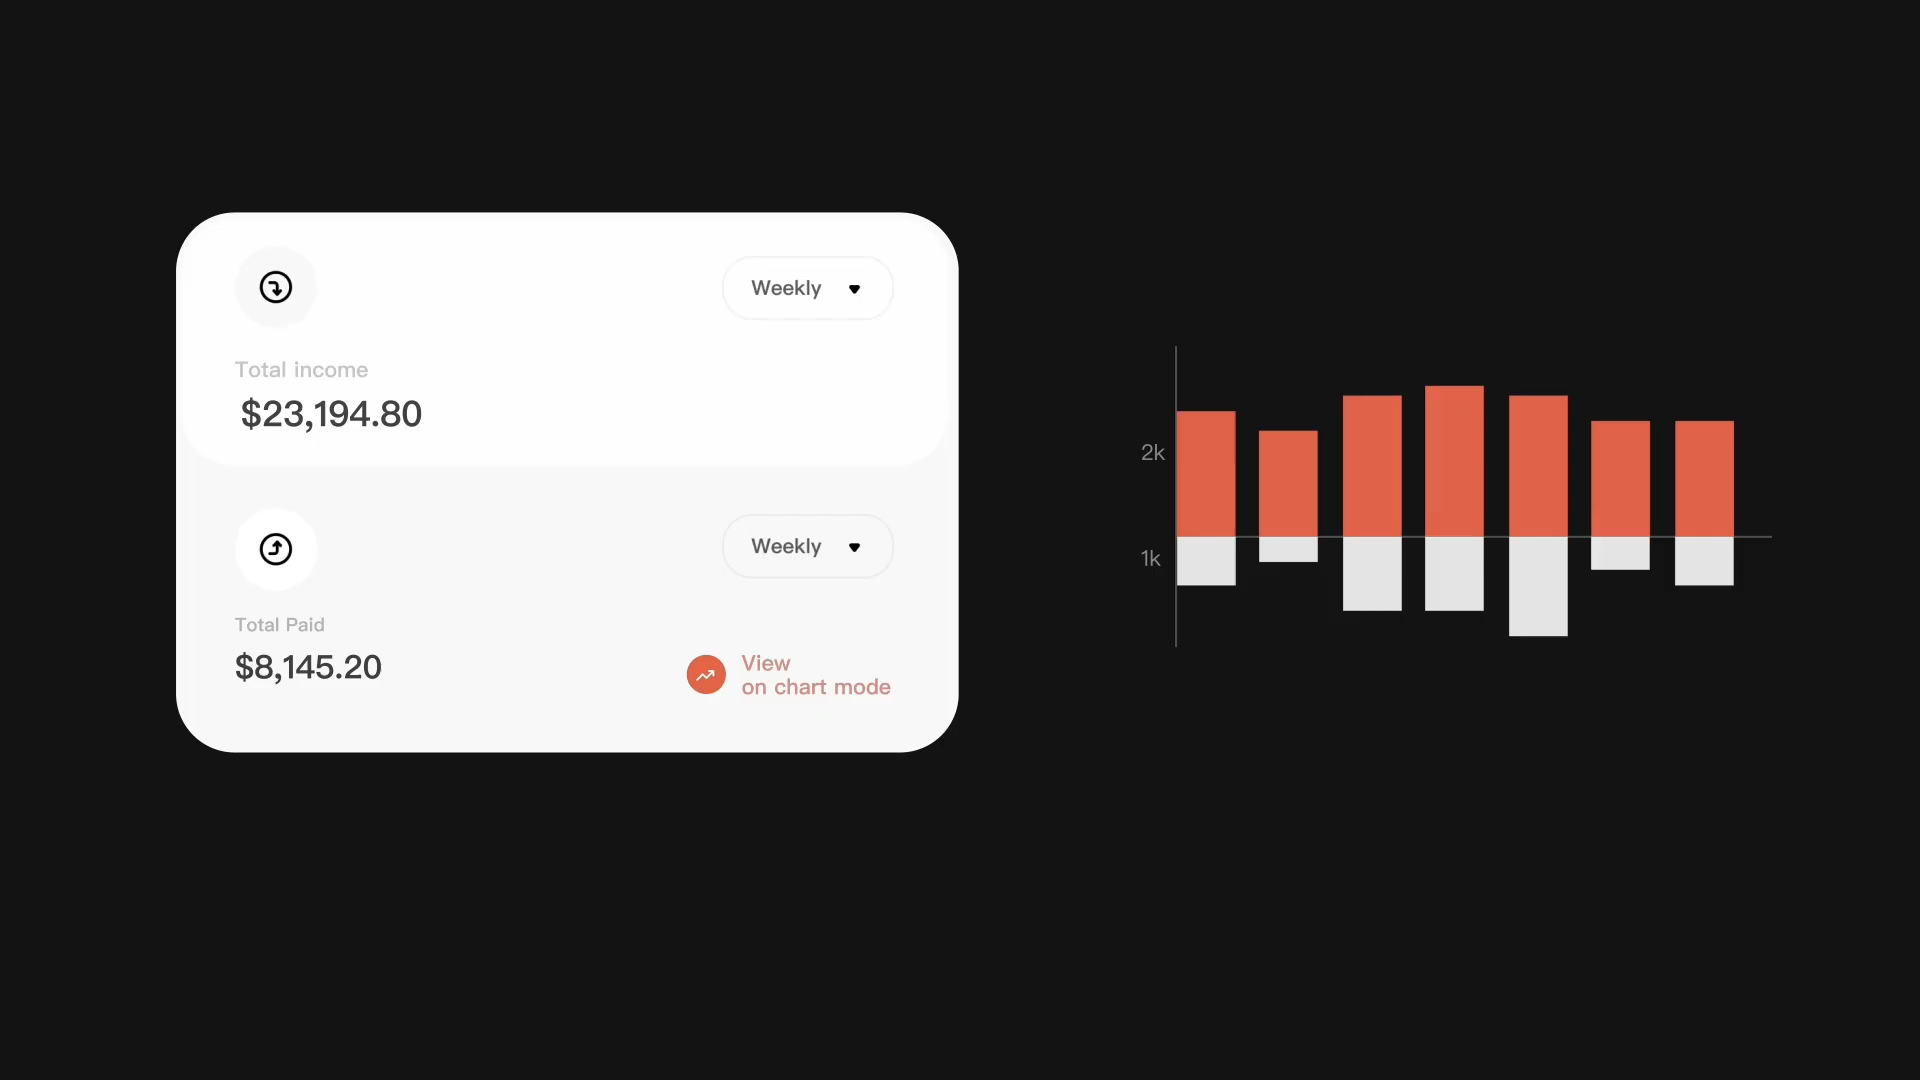 Weekly
Total income
$23,194.80
Weekly
Total Paid
$8,145.20
View
on chart mode
2k
1k